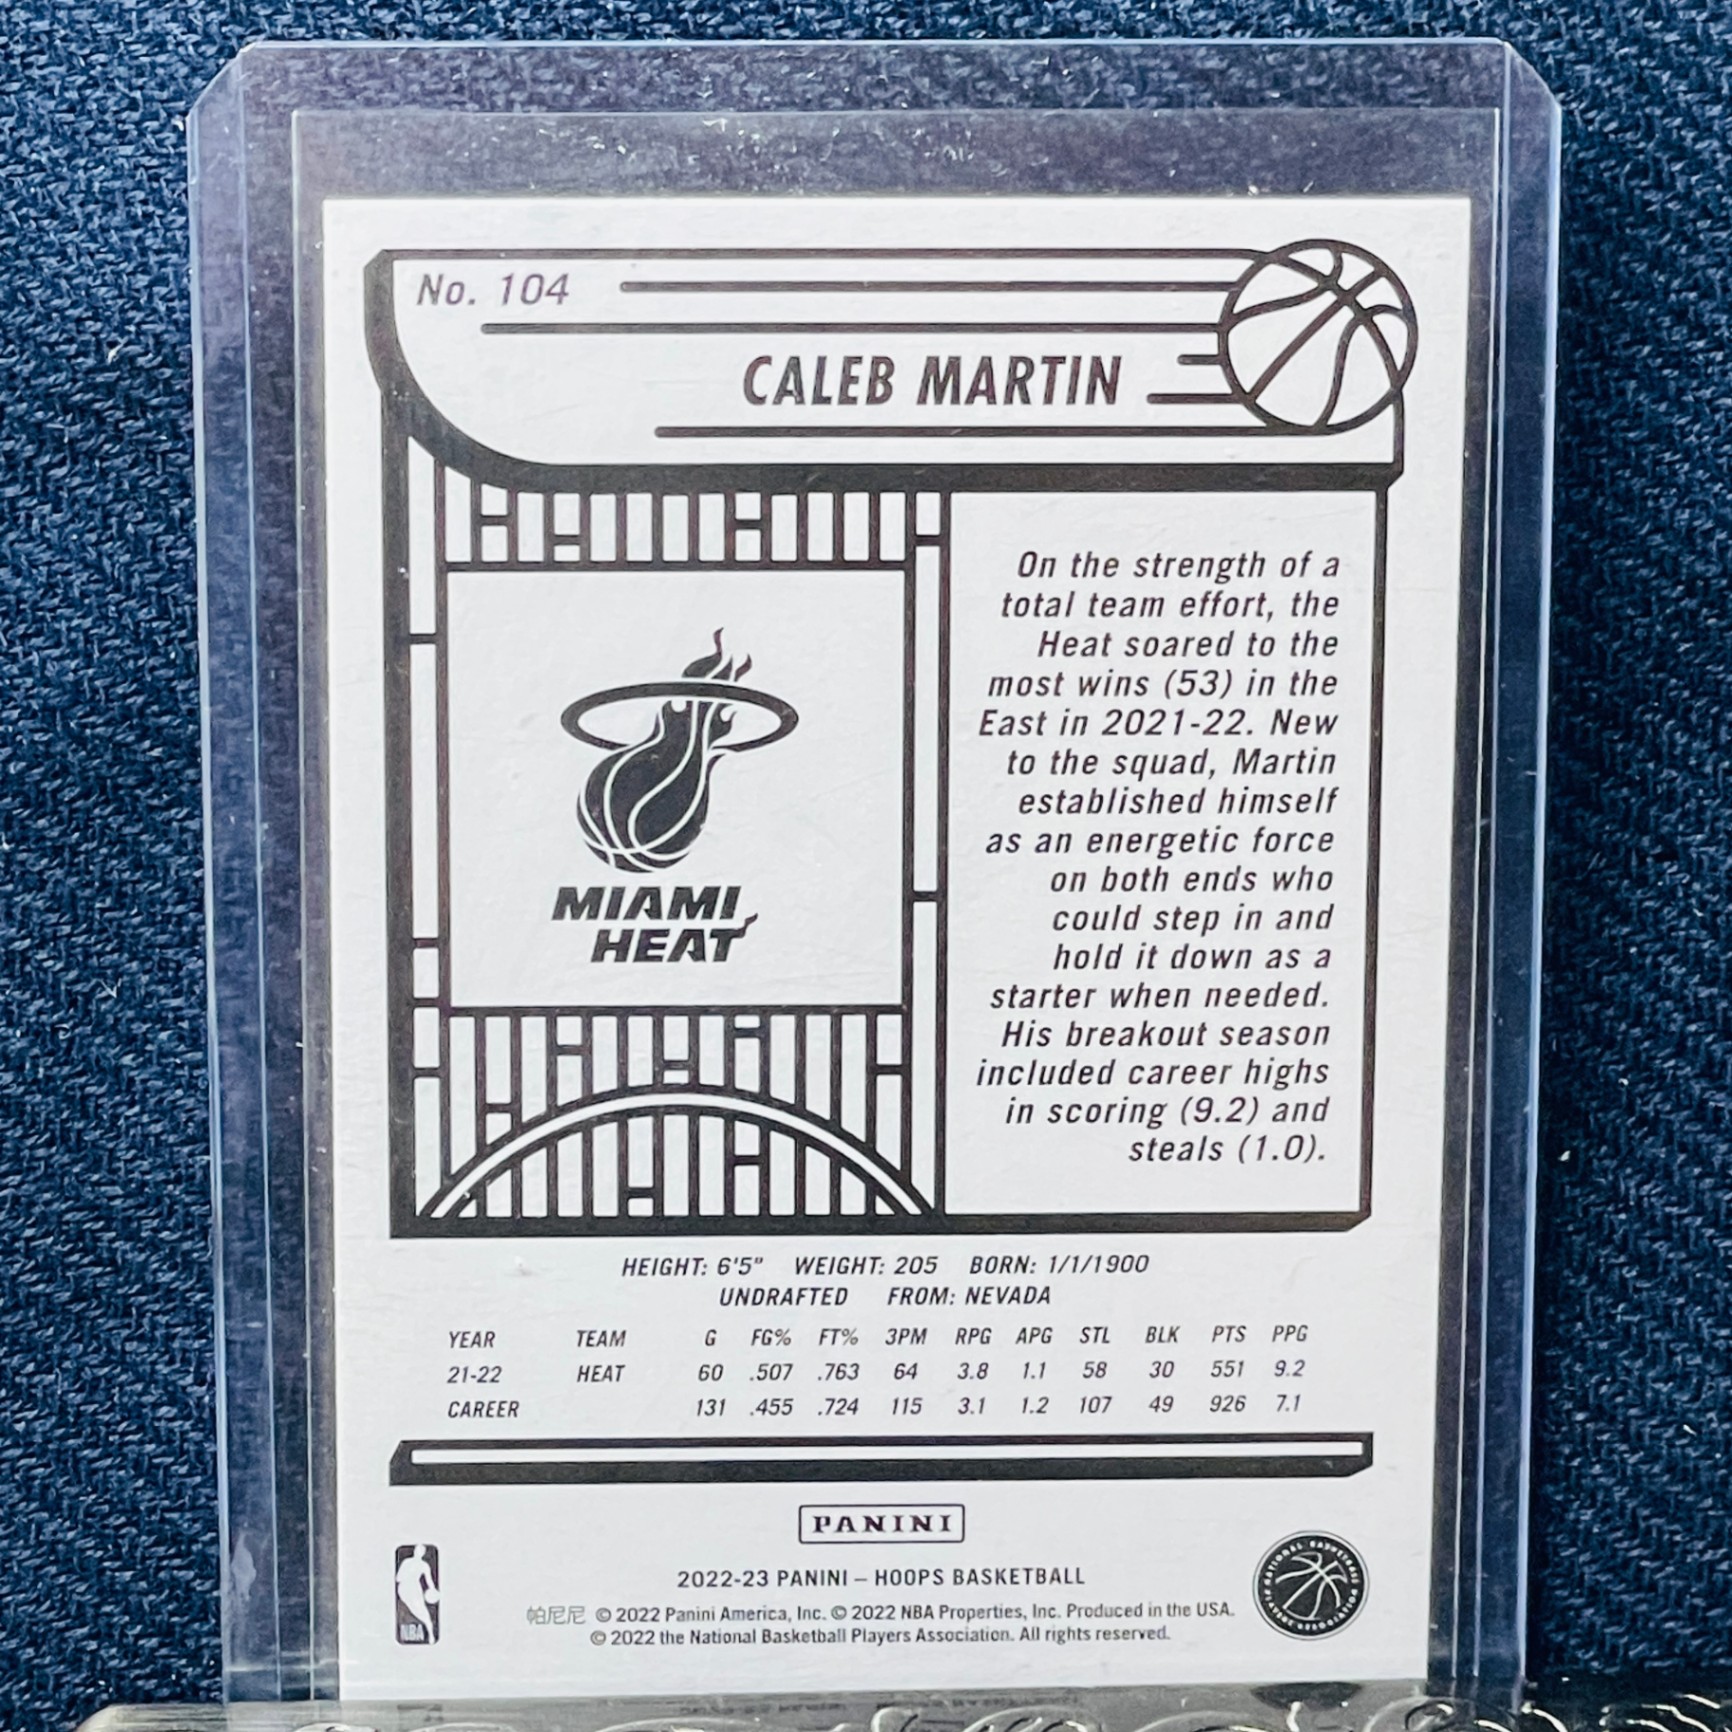 No. 104
CALEB MARTIN
On the strength of a
total team effort, the
Heat soared to the
most wins (53) in the
East in 2021-22. New
to the squad, Martin
established himself
as an energetic force
on both ends who
could step in and
hold it down as a
starter when needed.
His breakout season
included career highs
in scoring (9.2) and
steals (1.0).
MIAMI
HEAT
HEIGHT: 6'5" WEIGHT: 205 BORN: 1/1/1900
UNDRAFTED FROM: NEVADA
YEAR TEAM G FG% FT% 3PM RPG APG STL BLK PTS PPG
21-22 HEAT 60 .507 .763 64 3.8 1.1 58 30 551 9.2
CAREER 131 .455 .724 115 3.1 1.2 107 49 926 7.1
PANINI
2022-23 PANINI – HOOPS BASKETBALL
帕尼尼 © 2022 Panini America, Inc. © 2022 NBA Properties, Inc. Produced in the USA.
© 2022 the National Basketball Players Association. All rights reserved.
NBA